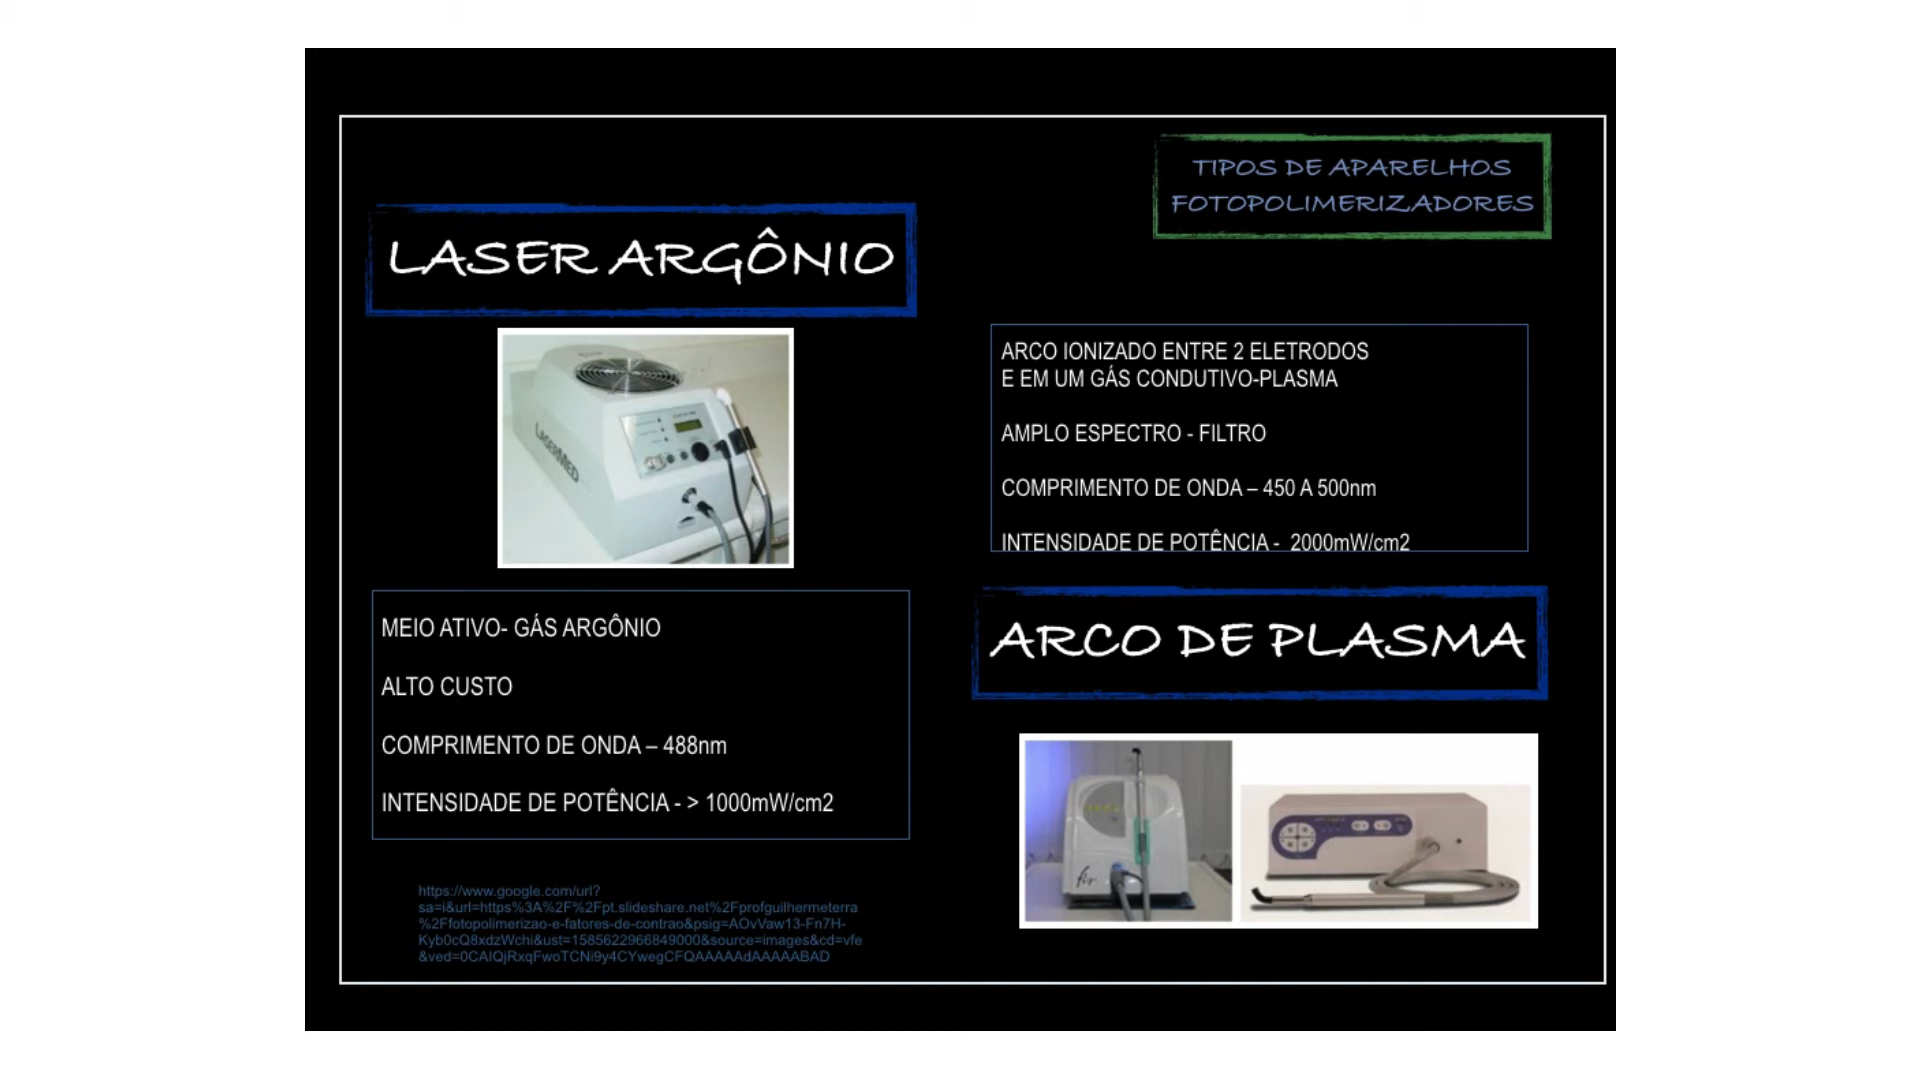 TIPOS DE APARELHOS
FOTOPOLIMERIZADORES
LASER ARGÔNIO
LASERMED
MEIO ATIVO- GÁS ARGÔNIO
ALTO CUSTO
COMPRIMENTO DE ONDA – 488nm
INTENSIDADE DE POTÊNCIA - > 1000mW/cm2
ARCO IONIZADO ENTRE 2 ELETRODOS
E EM UM GÁS CONDUTIVO-PLASMA
AMPLO ESPECTRO - FILTRO
COMPRIMENTO DE ONDA – 450 A 500nm
INTENSIDADE DE POTÊNCIA -  2000mW/cm2
ARCO DE PLASMA
https://www.google.com/url?
sa=i&url=https%3A%2F%2Fpt.slideshare.net%2Fprofguilhermeterra
%2Ffotopolimerizao-e-fatores-de-contrao&psig=AOvVaw13-Fn7H-
Kyb0cQ8xdzWchi&ust=1585622966849000&source=images&cd=vfe
&ved=0CAIQjRxqFwoTCNi9y4CYwegCFQAAAAAdAAAAABAD